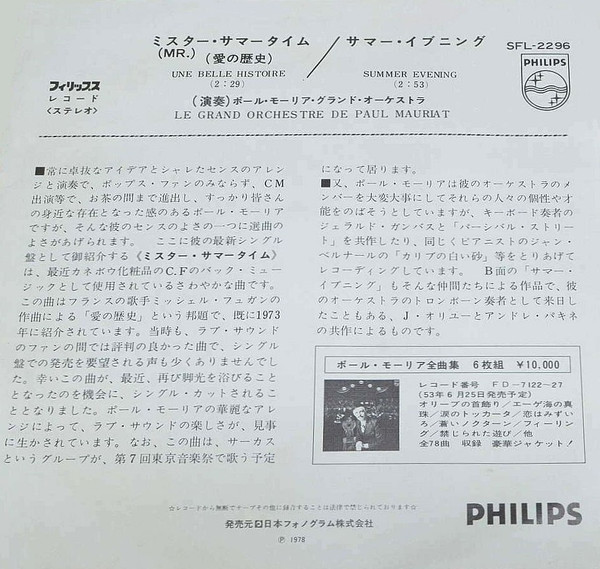 ミスター・サマータイム／サマー・イブニング
(MR.) (愛の歴史)
SFL-2296
UNE BELLE HISTOIRE SUMMER EVENING
(2:29) (2:53)
フィリップス
レコード
〈ステレオ〉
PHILIPS
(演奏)ポール・モーリア・グランド・オーケストラ
LE GRAND ORCHESTRE DE PAUL MAURIAT
■常に卓抜なアイデアとシャレたセンスのアレン
ジと演奏で、ポップス・ファンのみならず、CM
出演等で、お茶の間まで進出し、すっかり皆さん
の身近な存在となった感のあるポール・モーリア
ですが、そんな彼のセンスのよさの一つに選曲の
よさがあげられます。 ここに彼の最新シングル
盤として御紹介する《ミスター・サマータイム》
は、最近カネボウ化粧品のC.Fのバック・ミュー
ジックとして使用されているさわやかな曲です。
この曲はフランスの歌手ミッシェル・フュガンの
作曲による「愛の歴史」という邦題で、既に1973
年に紹介されています。当時も、ラブ・サウンド
のファンの間では評判の良かった曲で、シングル
盤での発売を要望される声も少くありませんでし
た。幸いこの曲が、最近、再び脚光を浴びること
となったのを機会に、シングル・カットされるこ
ととなりました。ポール・モーリアの華麗なアレ
ンジによって、ラブ・サウンドの楽しさが、見事
に生かされています。なお、この曲は、サーカス
というグループが、第7回東京音楽祭で歌う予定
になって居ります。
■又、ポール・モーリアは彼のオーケストラのメ
ンバーを大変大事にしてそれらの人々の個性や才
能をのばそうとしていますが、キーボード奏者の
ジェラルド・ガンバスと「パーシバル・ストリー
ト」を共作したり、同じくピアニストのジャン・
ベルナールの「カリブの白い砂」等をとりあげて
レコーディングしています。 B面の「サマー・
イブニング」もそんな仲間たちによる作品で、彼
のオーケストラのトロンボーン奏者として来日し
たこともある、J・オリユーとアンドレ・パキネ
の共作によるものです。
ポール・モーリア全曲集 6枚組 ¥10,000
レコード番号 FD-7122〜27
(53年6月25日発売予定)
オリーブの首飾り／エーゲ海の真
珠／涙のトッカータ／恋はみずい
ろ／蒼いノクターン／フィーリン
グ／禁じられた遊び／他
全78曲 収録 豪華ジャケット！
☆レコードから無断でテープその他に録音することは法律で禁じられております☆
発売元 日本フォノグラム株式会社
Ⓟ 1978
PHILIPS